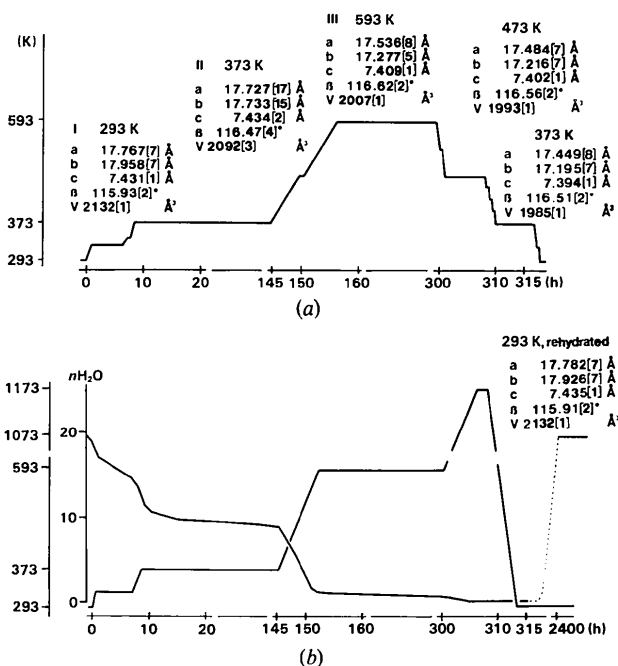 (K)
593
373
293
I 293 K
a 17.767[7] Å
b 17.958[7] Å
c 7.431[1] Å
ß 115.93[2]°
V 2132[1] Å³
II 373 K
a 17.727[17] Å
b 17.733[15] Å
c 7.434[2] Å
ß 116.47[4]°
V 2092[3] Å³
III 593 K
a 17.536[8] Å
b 17.277[5] Å
c 7.409[1] Å
ß 116.62[2]°
V 2007[1] Å³
473 K
a 17.484[7] Å
b 17.216[7] Å
c 7.402[1] Å
ß 116.56[2]°
V 1993[1] Å³
373 K
a 17.449[8] Å
b 17.195[7] Å
c 7.394[1] Å
ß 116.51[2]°
V 1985[1] Å³
0 10 20 145 150 160 300 310 315 (h)
(a)
293 K, rehydrated
a 17.782[7] Å
b 17.926[7] Å
c 7.435[1] Å
ß 115.91[2]°
V 2132[1] Å³
1173
1073
593
373
293
nH₂O
20
10
0
0 10 20 145 150 160 300 310 315 2400 (h)
(b)